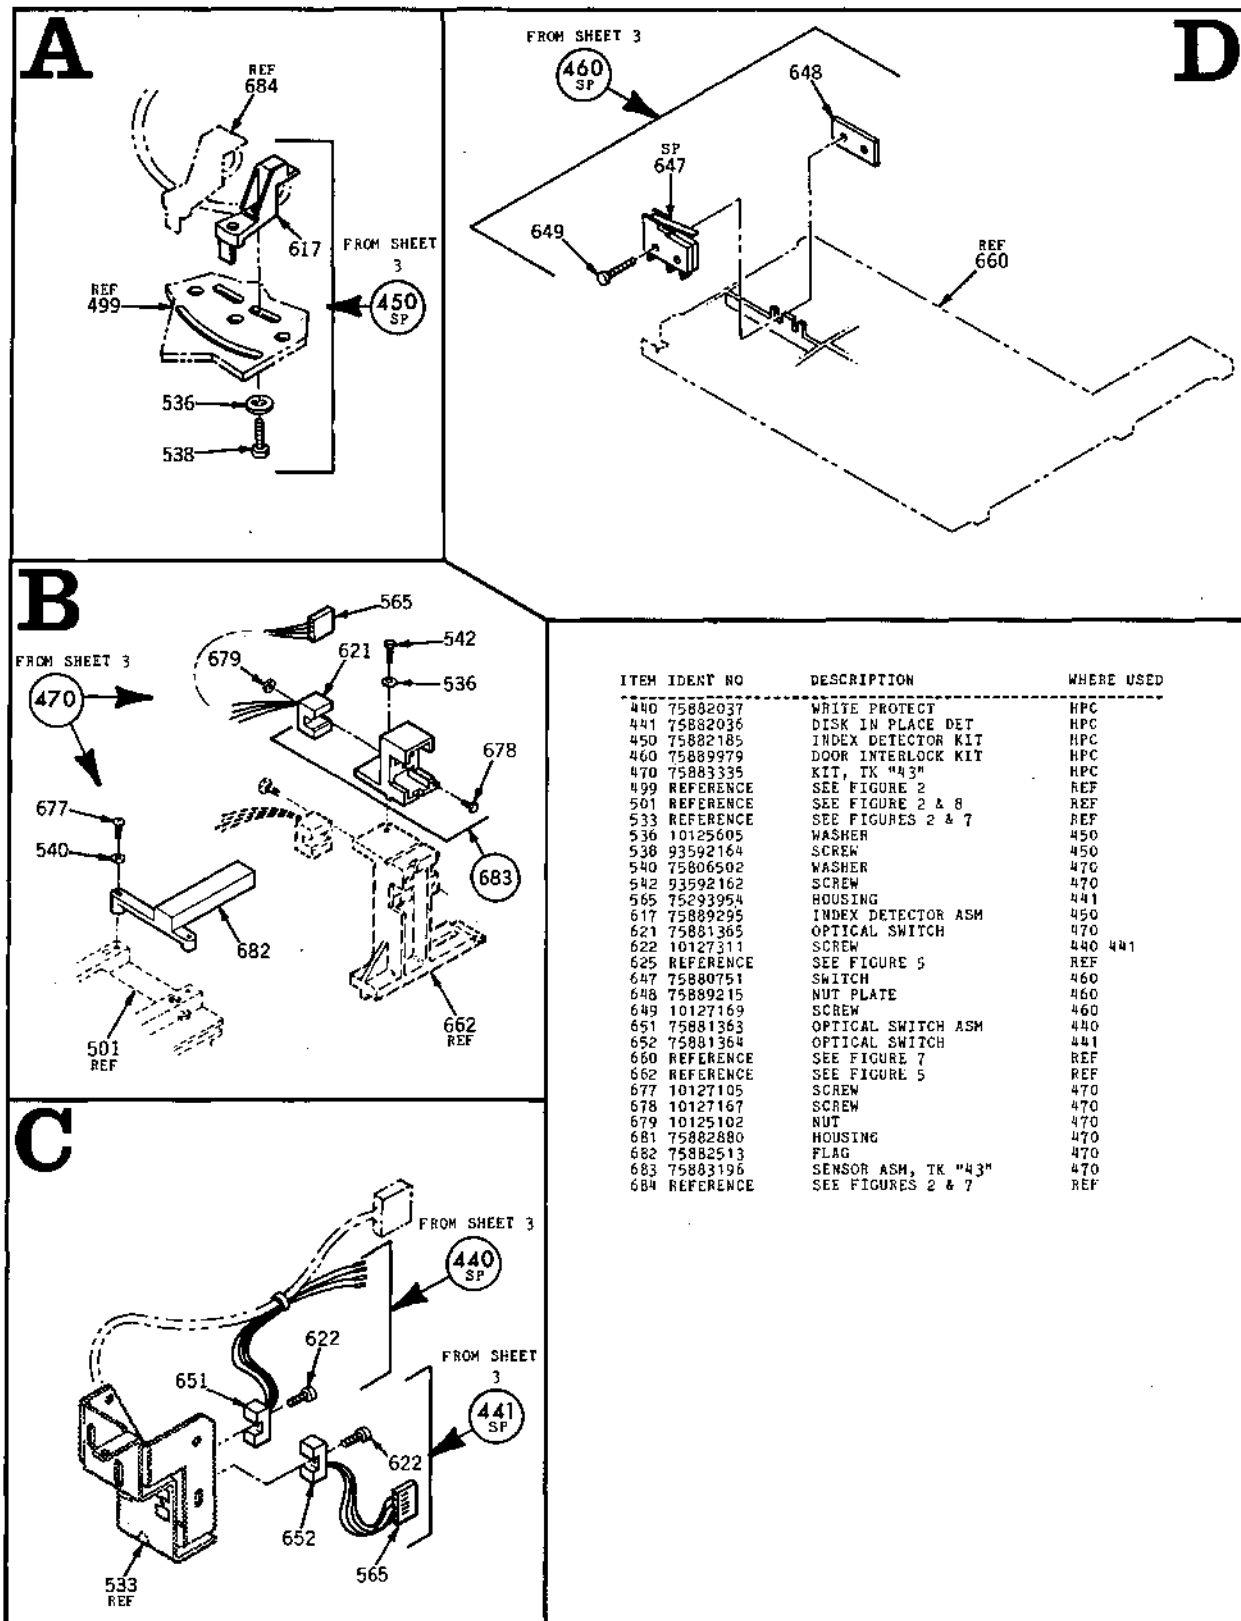 A
REF
684
617
FROM SHEET
3
450
SP
REF
499
536
538
D
FROM SHEET 3
460
SP
648
SP
647
649
REF
660
B
FROM SHEET 3
470
565
542
679
621
536
678
677
540
683
682
501
REF
662
REF
C
FROM SHEET 3
440
SP
622
651
FROM SHEET
3
441
SP
622
652
565
533
REF
ITEM IDENT NO DESCRIPTION WHERE USED
440 75882037 WRITE PROTECT HPC
441 75882036 DISK IN PLACE DET HPC
450 75882185 INDEX DETECTOR KIT HPC
460 75889979 DOOR INTERLOCK KIT HPC
470 75883335 KIT, TK "43" HPC
499 REFERENCE SEE FIGURE 2 REF
501 REFERENCE SEE FIGURE 2 & 8 REF
533 REFERENCE SEE FIGURES 2 & 7 REF
536 10125605 WASHER 450
538 93592164 SCREW 450
540 75806502 WASHER 470
542 93592162 SCREW 470
565 75293954 HOUSING 441
617 75889295 INDEX DETECTOR ASM 450
621 75881365 OPTICAL SWITCH 470
622 10127311 SCREW 440 441
625 REFERENCE SEE FIGURE 5 REF
647 75880751 SWITCH 460
648 75889215 NUT PLATE 460
649 10127169 SCREW 460
651 75881363 OPTICAL SWITCH ASM 440
652 75881364 OPTICAL SWITCH 441
660 REFERENCE SEE FIGURE 7 REF
662 REFERENCE SEE FIGURE 5 REF
677 10127105 SCREW 470
678 10127167 SCREW 470
679 10125102 NUT 470
681 75882880 HOUSING 470
682 75882513 FLAG 470
683 75883196 SENSOR ASM, TK "43" 470
684 REFERENCE SEE FIGURES 2 & 7 REF